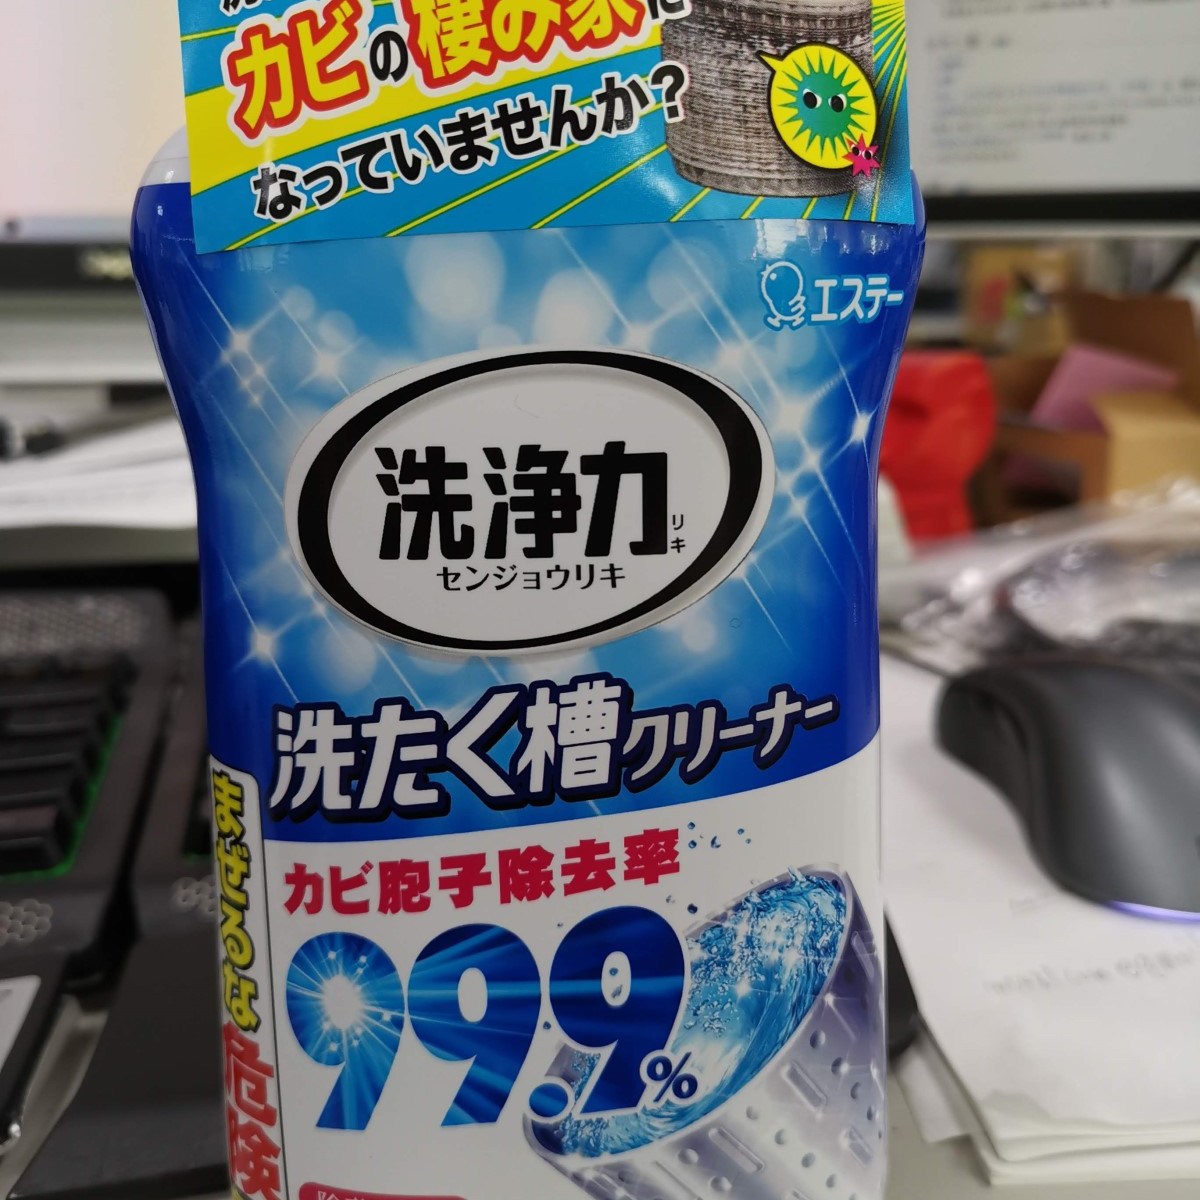 カビの棲み家に
なっていませんか?
エステー
洗浄力
リキ
センジョウリキ
洗たく槽クリーナー
カビ胞子除去率
99.9%
まぜるな
危険